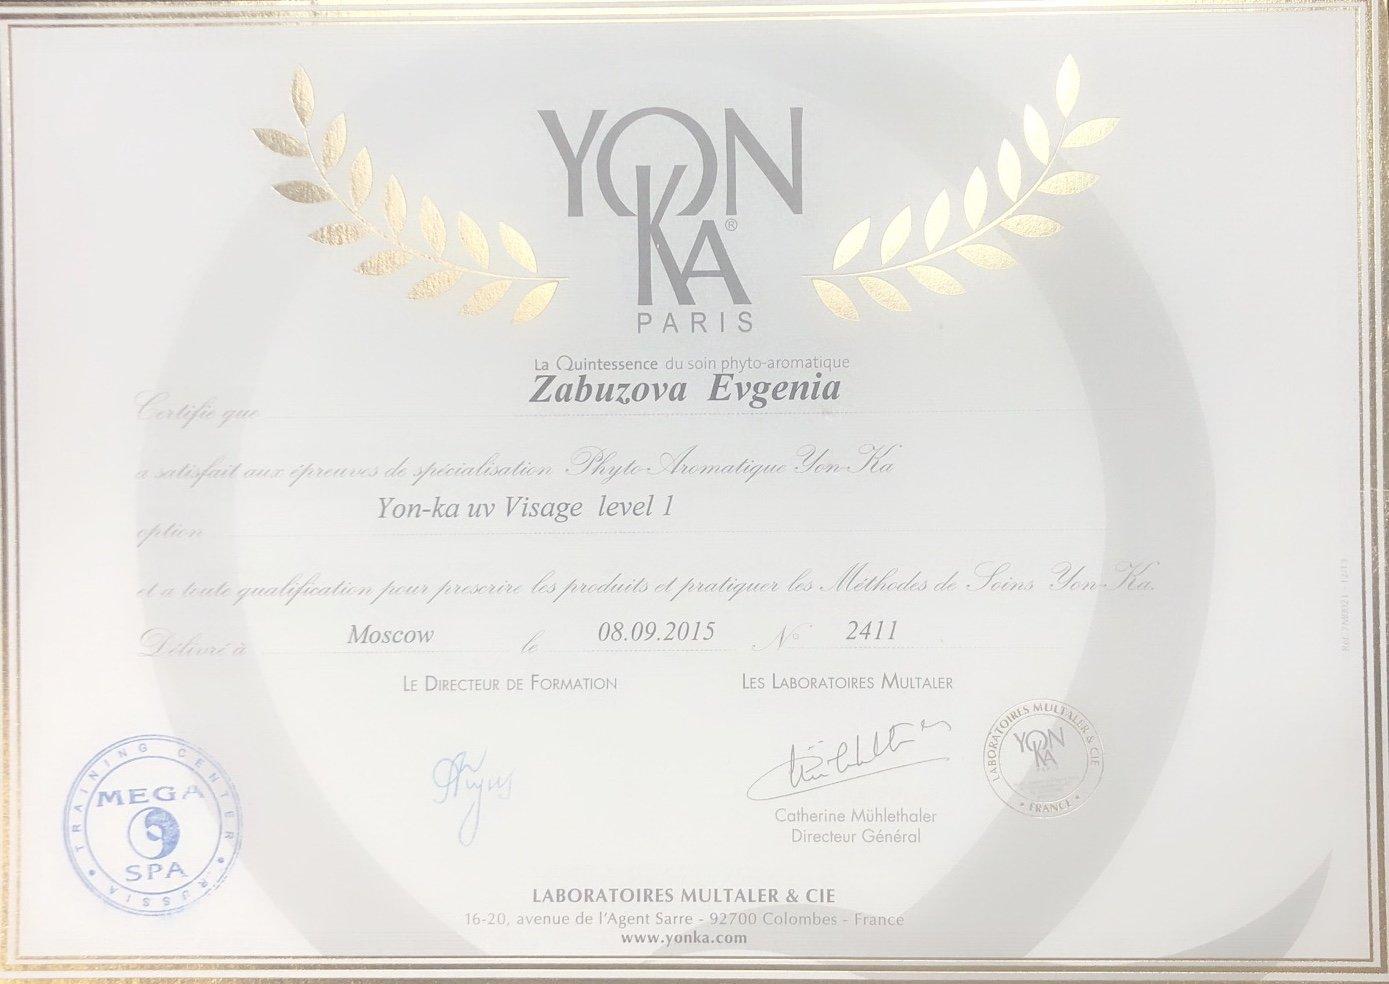 YON
KA®
PARIS
La Quintessence du soin phyto-aromatique
Zabuzova Evgenia
Certifie que
a satisfait aux épreuves de spécialisation Phyto-Aromatique Yon-Ka
Yon-ka uv Visage level 1
option
et a toute qualification pour prescrire les produits et pratiquer les Méthodes de Soins Yon-Ka.
Délivré à Moscow le 08.09.2015 N° 2411
LE DIRECTEUR DE FORMATION LES LABORATOIRES MULTALER
TRAINING CENTER • RUSSIA •
MEGA
SPA
LABORATOIRES MULTALER & CIE
YON
KA
PARIS
• FRANCE •
Catherine Mühlethaler
Directeur Général
LABORATOIRES MULTALER & CIE
16-20, avenue de l'Agent Sarre - 92700 Colombes - France
www.yonka.com